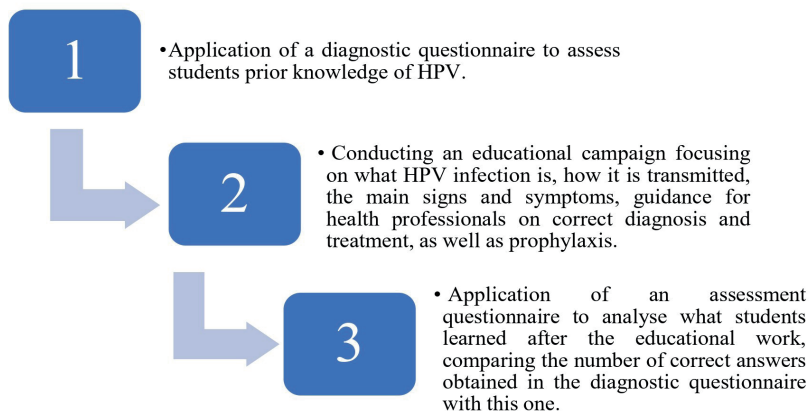 1
•Application of a diagnostic questionnaire to assess
students prior knowledge of HPV.
2
• Conducting an educational campaign focusing
on what HPV infection is, how it is transmitted,
the main signs and symptoms, guidance for
health professionals on correct diagnosis and
treatment, as well as prophylaxis.
3
• Application of an assessment
questionnaire to analyse what students
learned after the educational work,
comparing the number of correct answers
obtained in the diagnostic questionnaire
with this one.